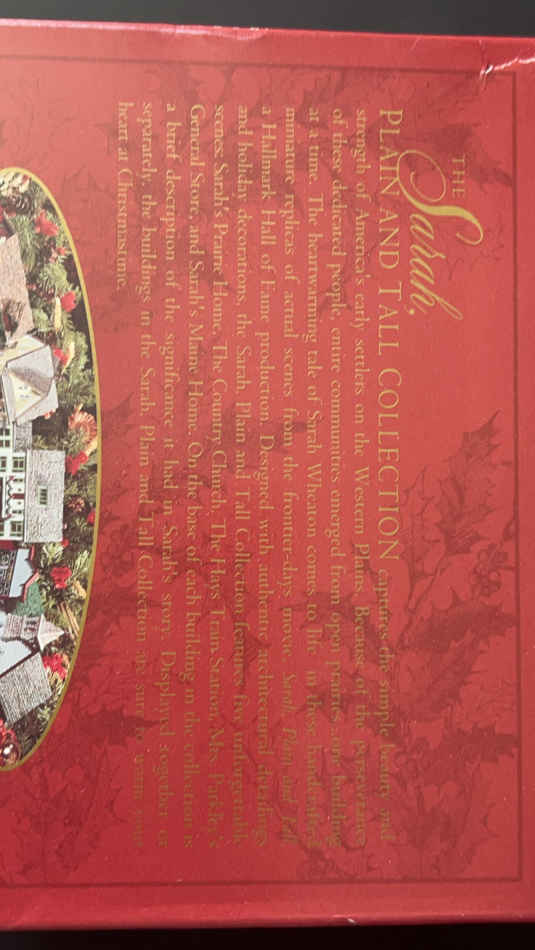 THE
Sarah,
PLAIN AND TALL COLLECTION captures the simple beauty and
strength of America's early settlers on the Western Plains. Because of the perseverance
of these dedicated people, entire communities emerged from open prairies, one building
at a time. The heartwarming tale of Sarah Wheaton comes to life in these handcrafted
miniature replicas of actual scenes from the frontier-days movie, Sarah, Plain and Tall,
a Hallmark Hall of Fame production. Designed with authentic architectural detailings
and holiday decorations, the Sarah, Plain and Tall Collection features five unforgettable
scenes: Sarah's Prairie Home, The Country Church, The Hays Train Station, Mrs. Parkley's
General Store, and Sarah's Maine Home. On the base of each building in the collection is
a brief description of the significance it had in Sarah's story. Displayed together or
separately, the buildings in the Sarah, Plain and Tall Collection are sure to warm your
heart at Christmastime.